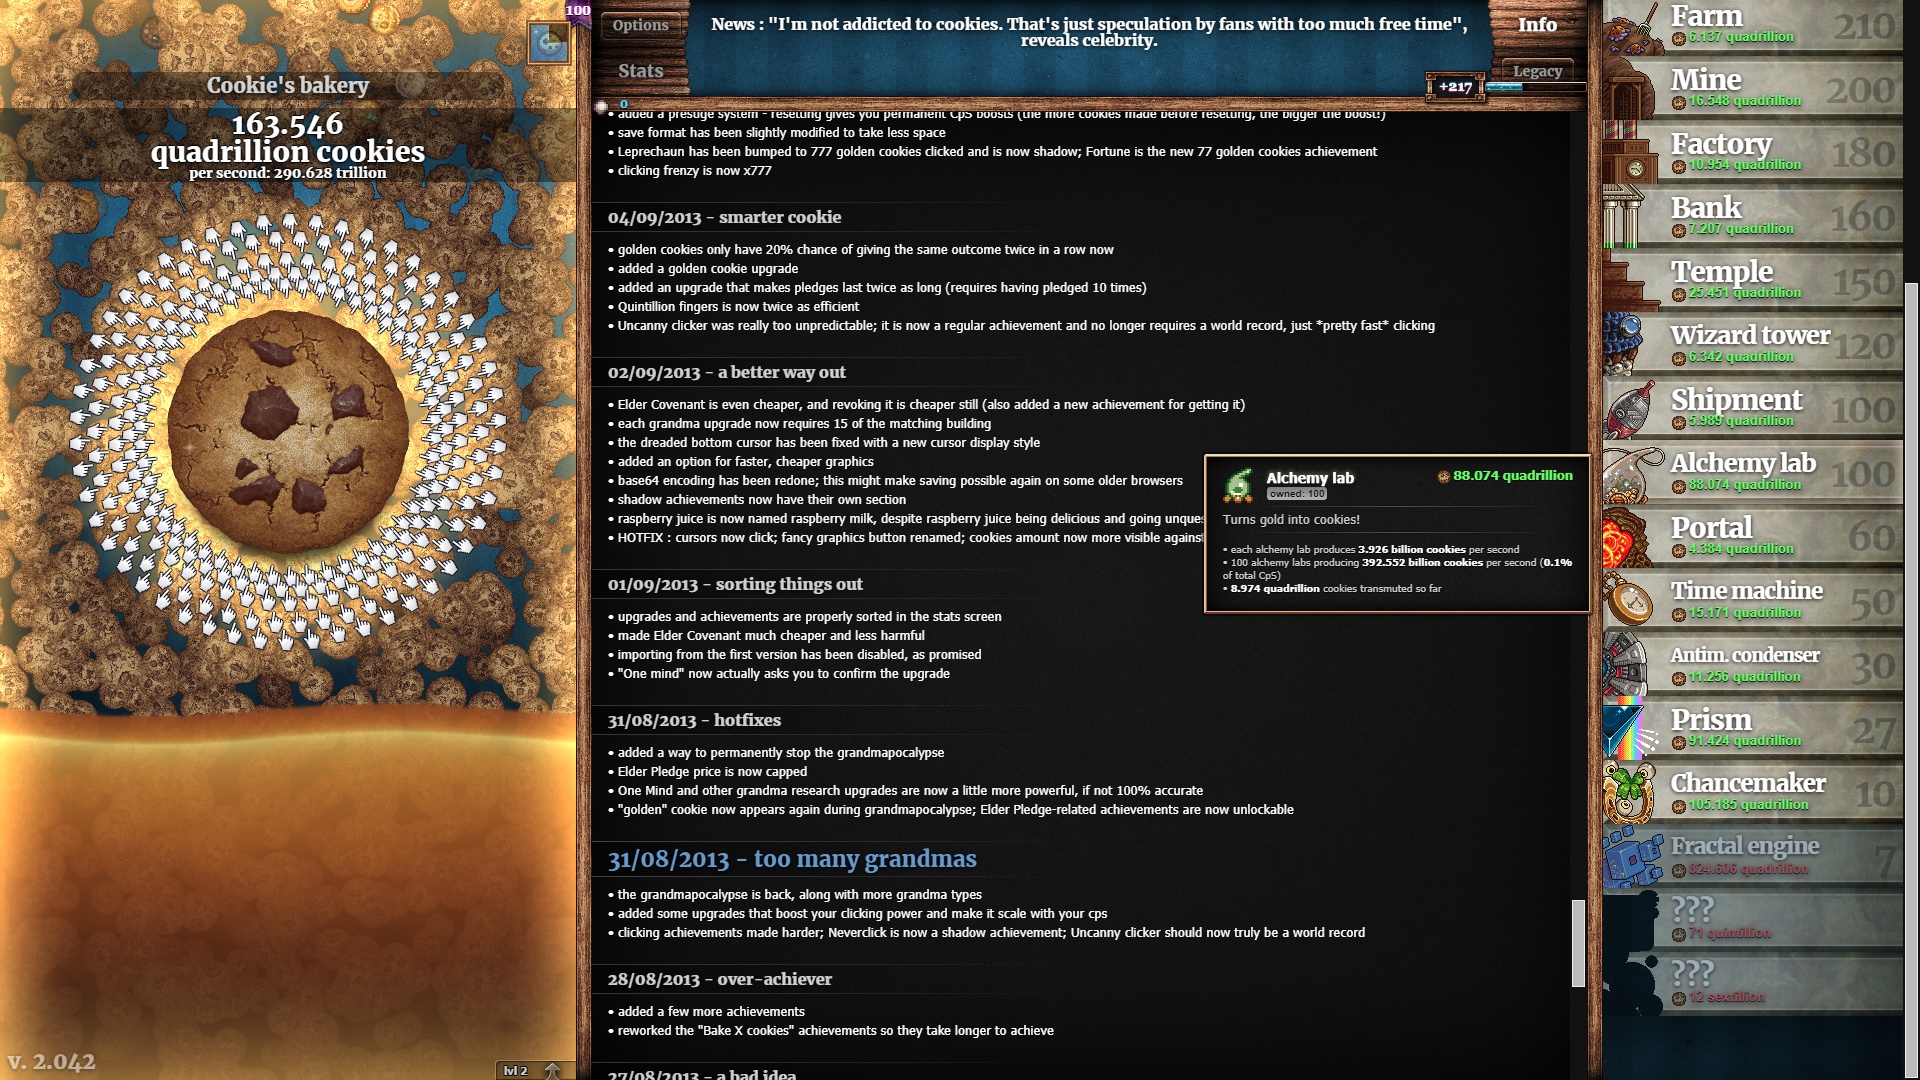 100
Cookie's bakery
163.546
quadrillion cookies
per second: 290.628 trillion
v. 2.042
lvl 2
Options
Stats
News : "I'm not addicted to cookies. That's just speculation by fans with too much free time",
reveals celebrity.
Info
Legacy
+217
0
• added a prestige system - resetting gives you permanent CpS boosts (the more cookies made before resetting, the bigger the boost!)
• save format has been slightly modified to take less space
• Leprechaun has been bumped to 777 golden cookies clicked and is now shadow; Fortune is the new 77 golden cookies achievement
• clicking frenzy is now x777
04/09/2013 - smarter cookie
• golden cookies only have 20% chance of giving the same outcome twice in a row now
• added a golden cookie upgrade
• added an upgrade that makes pledges last twice as long (requires having pledged 10 times)
• Quintillion fingers is now twice as efficient
• Uncanny clicker was really too unpredictable; it is now a regular achievement and no longer requires a world record, just *pretty fast* clicking
02/09/2013 - a better way out
• Elder Covenant is even cheaper, and revoking it is cheaper still (also added a new achievement for getting it)
• each grandma upgrade now requires 15 of the matching building
• the dreaded bottom cursor has been fixed with a new cursor display style
• added an option for faster, cheaper graphics
• base64 encoding has been redone; this might make saving possible again on some older browsers
• shadow achievements now have their own section
• raspberry juice is now named raspberry milk, despite raspberry juice being delicious and going unques
• HOTFIX : cursors now click; fancy graphics button renamed; cookies amount now more visible against
01/09/2013 - sorting things out
• upgrades and achievements are properly sorted in the stats screen
• made Elder Covenant much cheaper and less harmful
• importing from the first version has been disabled, as promised
• "One mind" now actually asks you to confirm the upgrade
31/08/2013 - hotfixes
• added a way to permanently stop the grandmapocalypse
• Elder Pledge price is now capped
• One Mind and other grandma research upgrades are now a little more powerful, if not 100% accurate
• "golden" cookie now appears again during grandmapocalypse; Elder Pledge-related achievements are now unlockable
31/08/2013 - too many grandmas
• the grandmapocalypse is back, along with more grandma types
• added some upgrades that boost your clicking power and make it scale with your cps
• clicking achievements made harder; Neverclick is now a shadow achievement; Uncanny clicker should now truly be a world record
28/08/2013 - over-achiever
• added a few more achievements
• reworked the "Bake X cookies" achievements so they take longer to achieve
27/08/2013 - a bad idea
Alchemy lab
88.074 quadrillion
owned: 100
Turns gold into cookies!
• each alchemy lab produces 3.926 billion cookies per second
• 100 alchemy labs producing 392.552 billion cookies per second (0.1%
of total CpS)
• 8.974 quadrillion cookies transmuted so far
Farm
6.137 quadrillion
210
Mine
16.548 quadrillion
200
Factory
10.954 quadrillion
180
Bank
7.207 quadrillion
160
Temple
25.451 quadrillion
150
Wizard tower
6.342 quadrillion
120
Shipment
5.989 quadrillion
100
Alchemy lab
88.074 quadrillion
100
Portal
4.384 quadrillion
60
Time machine
15.171 quadrillion
50
Antim. condenser
11.256 quadrillion
30
Prism
91.424 quadrillion
27
Chancemaker
105.185 quadrillion
10
Fractal engine
324.606 quadrillion
7
???
71 quintillion
???
12 sextillion